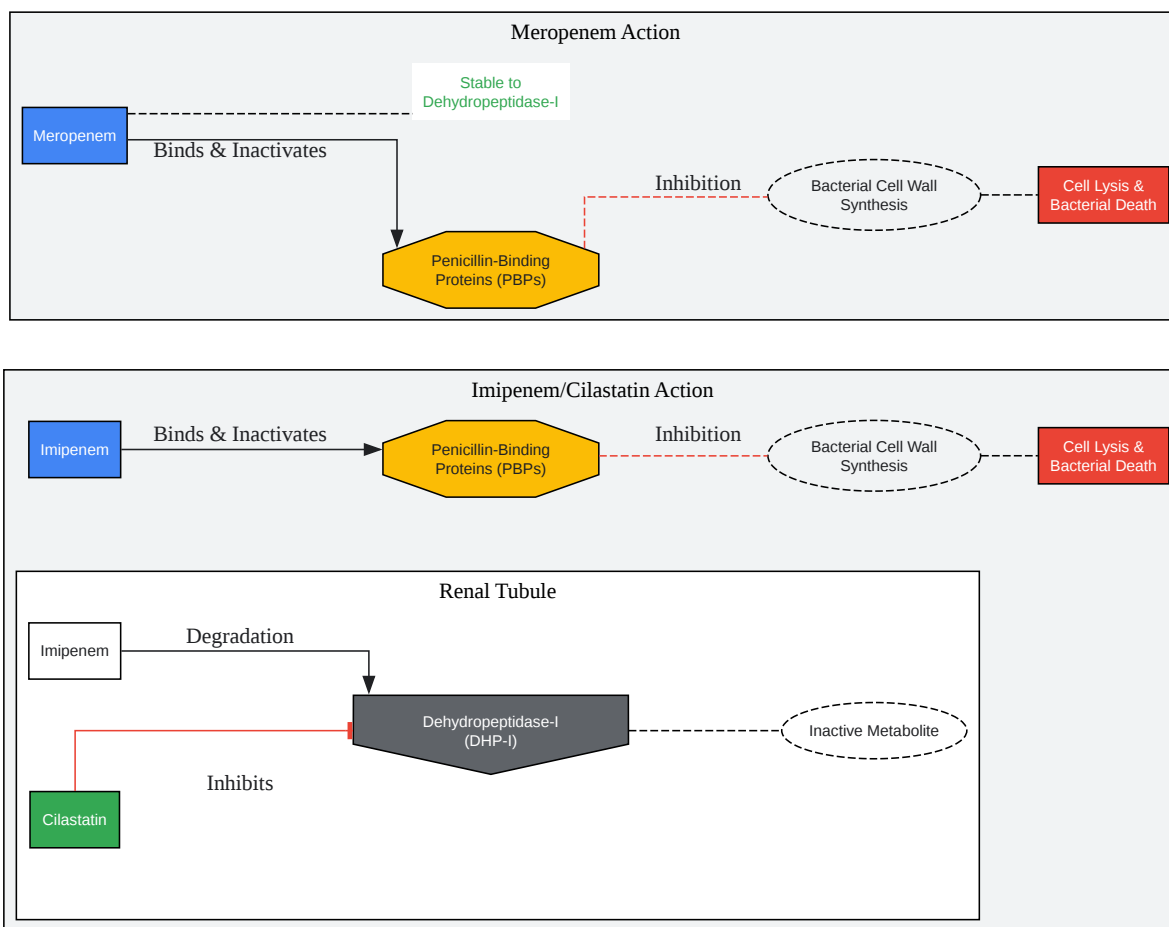 Meropenem Action
Stable to
Dehydropeptidase-I
Meropenem
Binds & Inactivates
Inhibition
Bacterial Cell Wall
Synthesis
Cell Lysis &
Bacterial Death
Penicillin-Binding
Proteins (PBPs)
Imipenem/Cilastatin Action
Imipenem
Binds & Inactivates
Penicillin-Binding
Proteins (PBPs)
Inhibition
Bacterial Cell Wall
Synthesis
Cell Lysis &
Bacterial Death
Renal Tubule
Imipenem
Degradation
Dehydropeptidase-I
(DHP-I)
Inactive Metabolite
Inhibits
Cilastatin